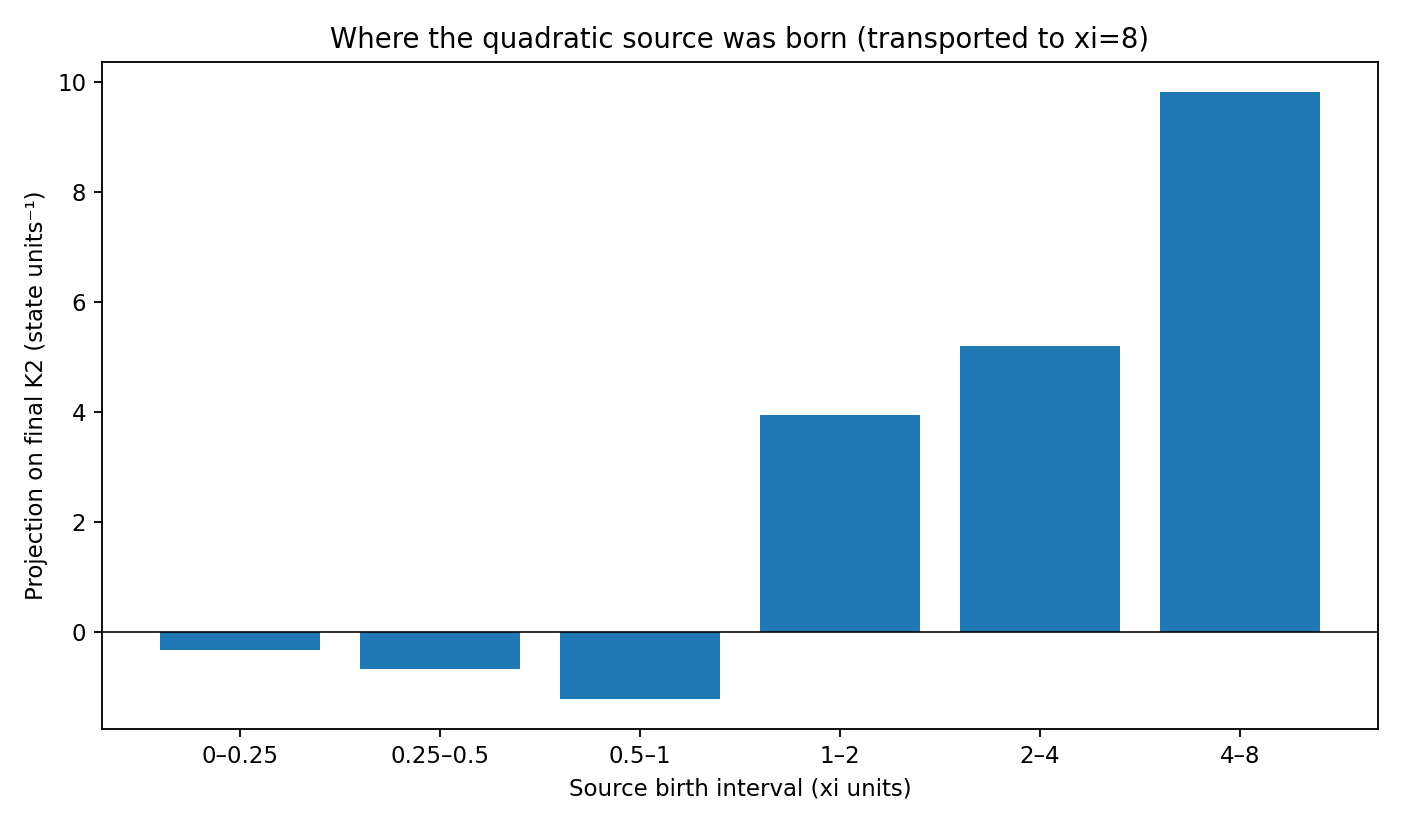 Where the quadratic source was born (transported to xi=8)
Projection on final K2 (state units⁻¹)
10
8
6
4
2
0
0–0.25 0.25–0.5 0.5–1 1–2 2–4 4–8
Source birth interval (xi units)